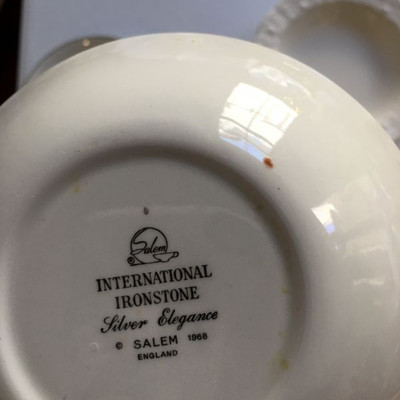 Salem
®
INTERNATIONAL
IRONSTONE
Silver Elegance
© SALEM 1968
ENGLAND